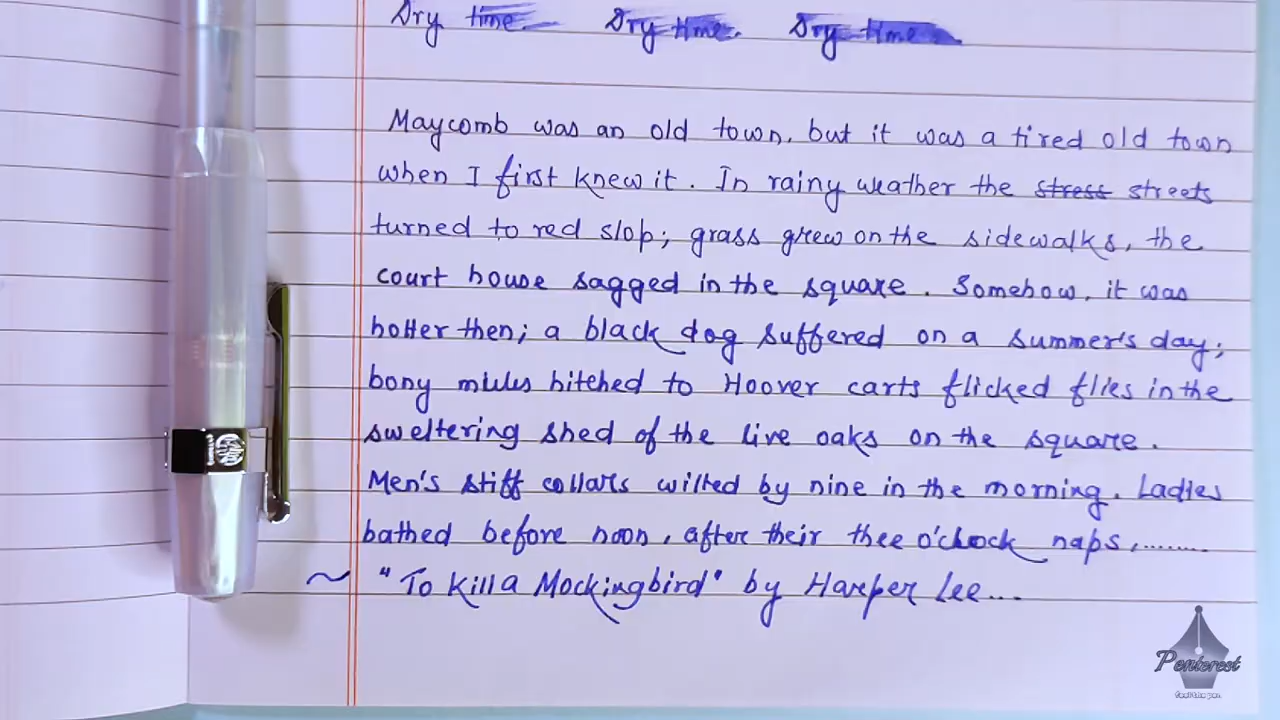 Dry time. Dry time. Dry time.
Maycomb was an old town, but it was a tired old town
when I first knew it. In rainy weather the stress streets
turned to red slop; grass grew on the sidewalks, the
court house sagged in the square. Somehow, it was
hotter then; a black dog suffered on a summer's day;
bony mules hitched to Hoover carts flicked flies in the
sweltering shed of the live oaks on the square.
Men's stiff collars wilted by nine in the morning. Ladies
bathed before noon, after their thee o'clock naps,........
~ "To Kill a Mockingbird" by Harper Lee...
Penterest